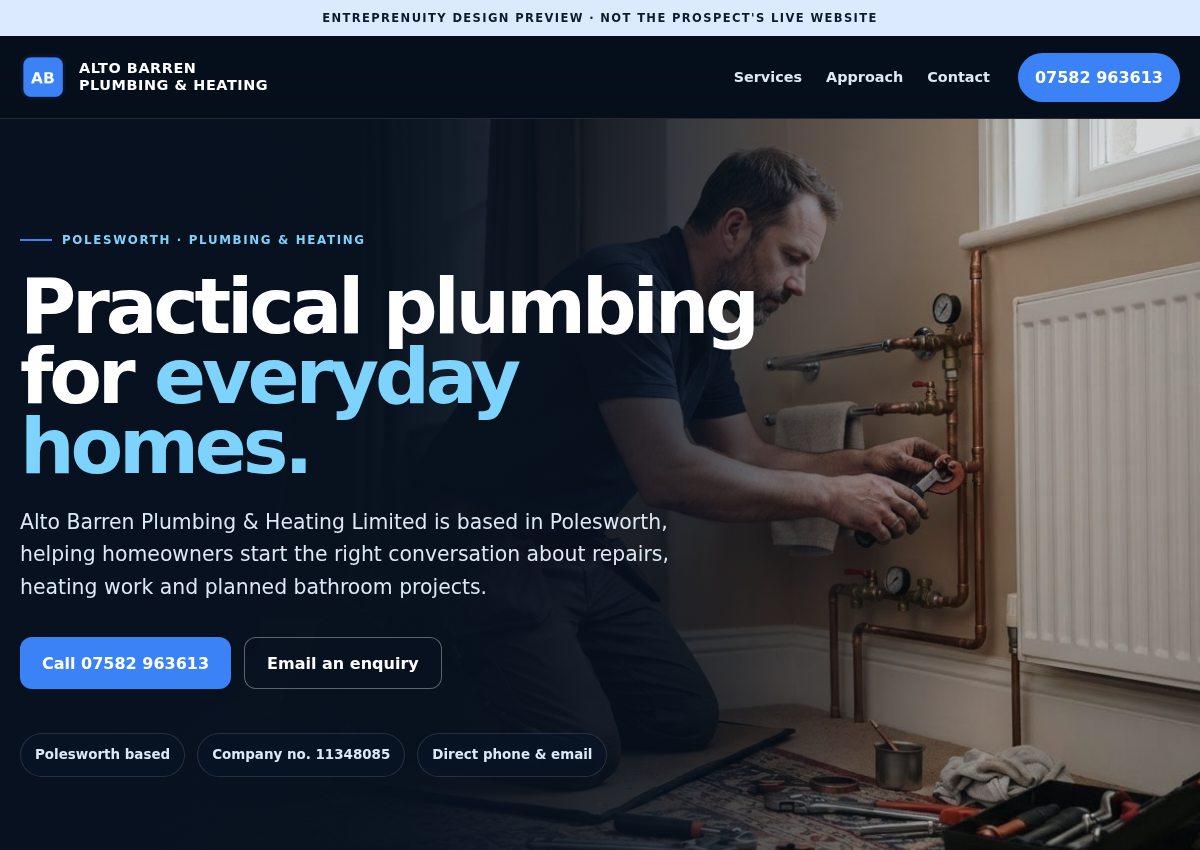 ENTREPRENUITY DESIGN PREVIEW · NOT THE PROSPECT'S LIVE WEBSITE
AB
ALTO BARREN
PLUMBING & HEATING
Services
Approach
Contact
07582 963613
POLESWORTH · PLUMBING & HEATING
Practical plumbing
for everyday
homes.
Alto Barren Plumbing & Heating Limited is based in Polesworth,
helping homeowners start the right conversation about repairs,
heating work and planned bathroom projects.
Call 07582 963613
Email an enquiry
Polesworth based
Company no. 11348085
Direct phone & email